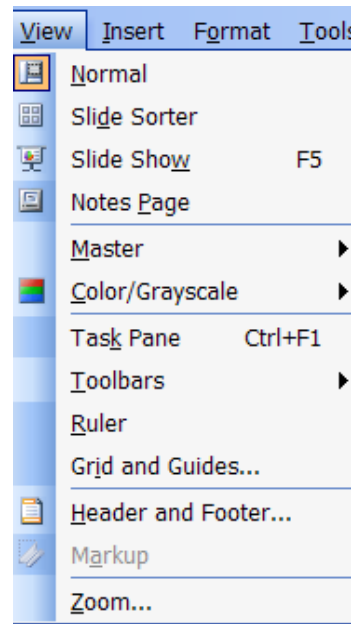 View Insert Format Tools
Normal
Slide Sorter
Slide Show F5
Notes Page
Master
Color/Grayscale
Task Pane Ctrl+F1
Toolbars
Ruler
Grid and Guides...
Header and Footer...
Markup
Zoom...